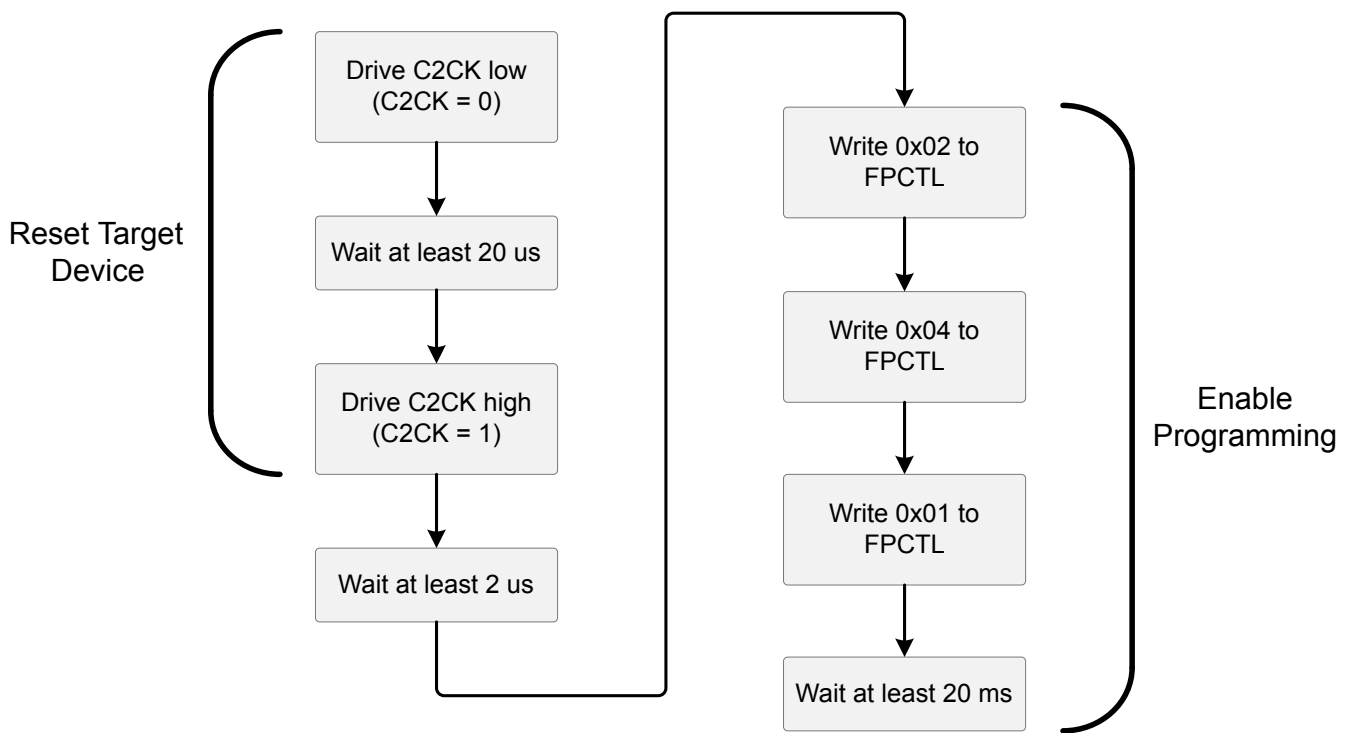 Reset Target
Device
Drive C2CK low
(C2CK = 0)
Wait at least 20 us
Drive C2CK high
(C2CK = 1)
Wait at least 2 us
Write 0x02 to
FPCTL
Write 0x04 to
FPCTL
Write 0x01 to
FPCTL
Wait at least 20 ms
Enable
Programming